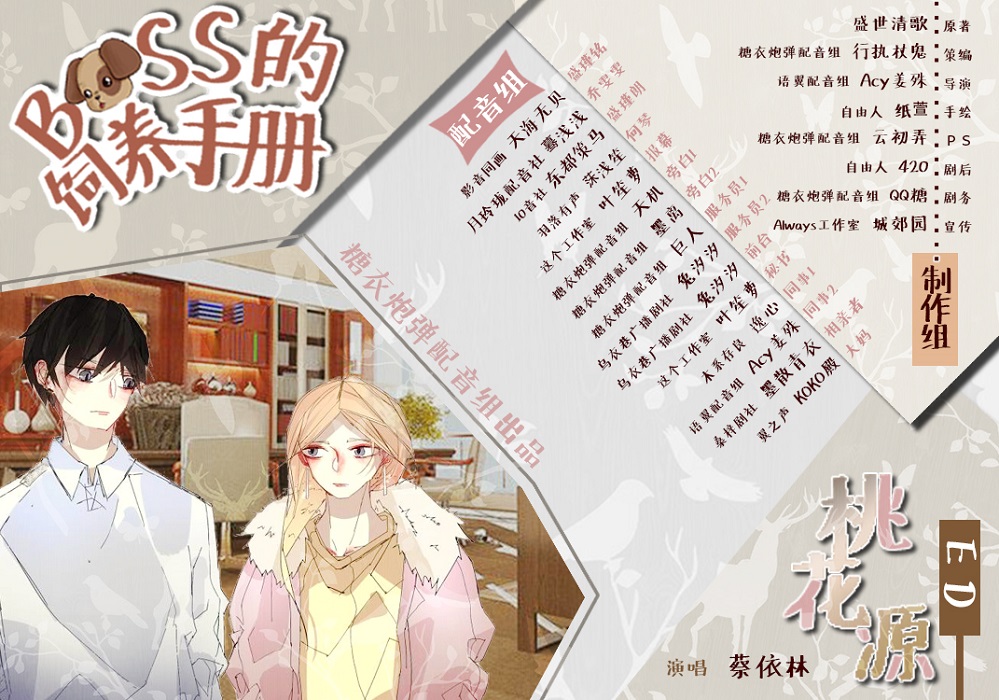 BOSS的
饲养手册
盛世清歌 原著
糖衣炮弹配音组 行执杖鬼 策编
语翼配音组 Acy姜殊 导演
自由人 纸萱 手绘
糖衣炮弹配音组 云初弄 PS
自由人 420 剧后
糖衣炮弹配音组 QQ糖 剧务
Always工作室 城郊园 宣传
制作组
配音组
影音同画 天海无贝 盛瑾铭
月玲珑配音社 馨浅浅 乔雯雯
IO音社 东都策马 盛瑾明
羽洛有声 茶浅笙 何琴
这个工作室 叶笙萝 报幕
糖衣炮弹配音组 天机 旁白1
糖衣炮弹配音组 墨离 旁白2
糖衣炮弹配音组 巨人 服务员1
乌衣巷广播剧社 兔汐汐 服务员2
乌衣巷广播剧社 兔汐汐 前台
这个工作室 叶笙萝 秘书
木系存良 逸心 同事1
语翼配音组 Acy姜殊 同事2
桑梓剧社 墨散青衣 相亲者
翼之声 KOKO殿 大妈
糖衣炮弹配音组出品
桃花源
ED
演唱 蔡依林